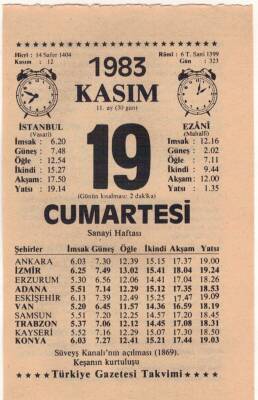 Hicrî : 14 Safer 1404
Kasım : 12
1983
Rûmî : 6 T. Sani 1399
Gün : 323
KASIM
11. ay (30 gün)
İSTANBUL
(Vasatî)
İmsak : 6.20
Güneş : 7.48
Öğle : 12.54
İkindi : 15.27
Akşam : 17.50
Yatsı : 19.14
19
EZANÎ
(Mahallî)
İmsak : 12.16
Güneş : 2.02
Öğle : 7.11
İkindi : 9.44
Akşam : 12.00
Yatsı : 1.35
(Günün kısalması: 2 dakika)
CUMARTESİ
Sanayi Haftası
Şehirler İmsak Güneş Öğle İkindi Akşam Yatsı
ANKARA 6.03 7.30 12.39 15.15 17.37 19.00
İZMİR 6.25 7.49 13.02 15.41 18.04 19.24
ERZURUM 5.30 6.56 12.06 14.41 17.04 18.26
ADANA 5.51 7.14 12.29 15.12 17.35 18.53
ESKİŞEHİR 6.13 7.39 12.49 15.25 17.47 19.09
VAN 5.20 6.45 11.57 14.36 16.59 18.19
SAMSUN 5.51 7.20 12.25 14.57 17.20 18.45
TRABZON 5.37 7.06 12.12 14.45 17.08 18.31
KAYSERİ 5.52 7.16 12.29 15.07 17.30 18.50
KONYA 6.03 7.27 12.41 15.21 17.44 19.03
Süveyş Kanalı'nın açılması (1869).
Keşanın kurtuluşu
★ Türkiye Gazetesi Takvimi ★